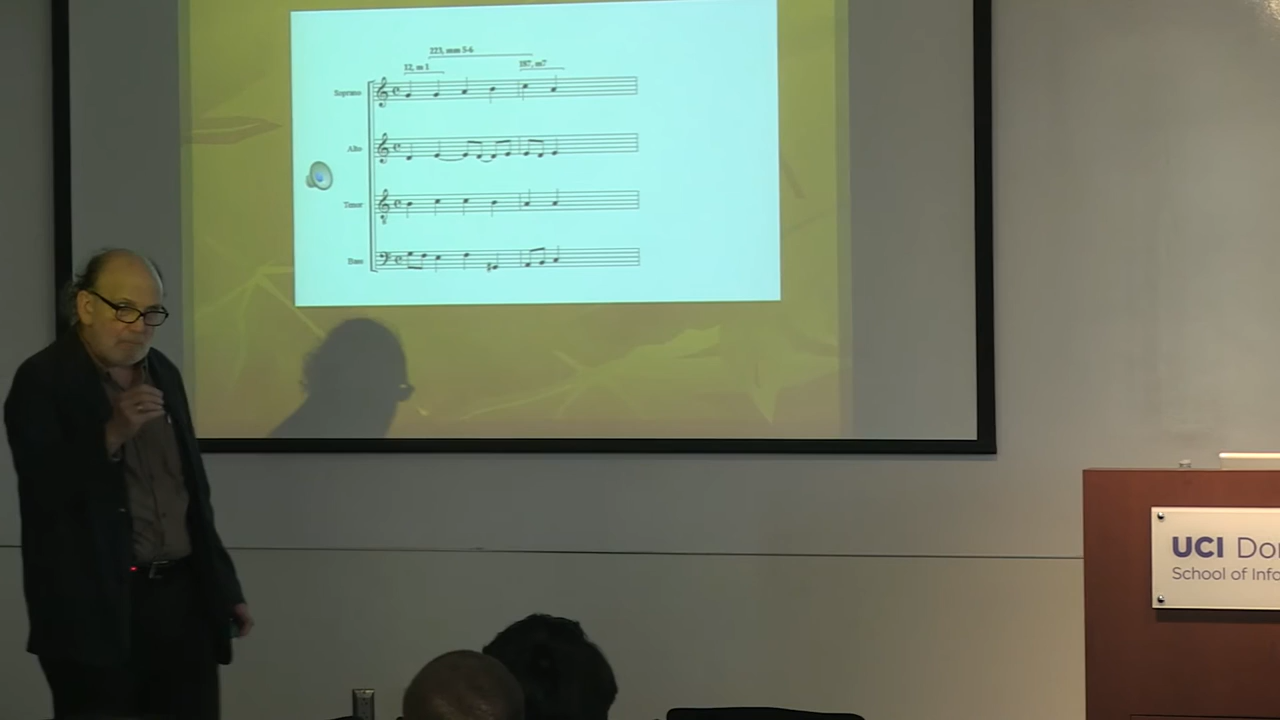 223, mm 5-6
12, m 1
187, m7
Soprano
Alto
Tenor
Bass
UCI Do
School of Info